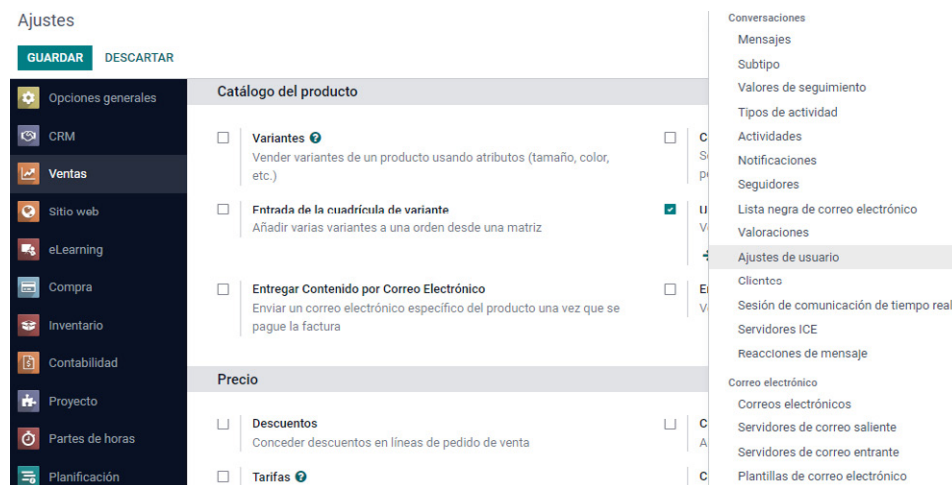 Ajustes
GUARDAR DESCARTAR
Opciones generales
CRM
Ventas
Sitio web
eLearning
Compra
Inventario
Contabilidad
Proyecto
Partes de horas
Planificación
Catálogo del producto
Variantes
Vender variantes de un producto usando atributos (tamaño, color,
etc.)
Entrada de la cuadrícula de variante
Añadir varias variantes a una orden desde una matriz
Entregar Contenido por Correo Electrónico
Enviar un correo electrónico específico del producto una vez que se
pague la factura
Precio
Descuentos
Conceder descuentos en líneas de pedido de venta
Tarifas
Conversaciones
Mensajes
Subtipo
Valores de seguimiento
Tipos de actividad
Actividades
Notificaciones
Seguidores
Lista negra de correo electrónico
Valoraciones
Ajustes de usuario
Clientes
Sesión de comunicación de tiempo real
Servidores ICE
Reacciones de mensaje
Correo electrónico
Correos electrónicos
Servidores de correo saliente
Servidores de correo entrante
Plantillas de correo electrónico